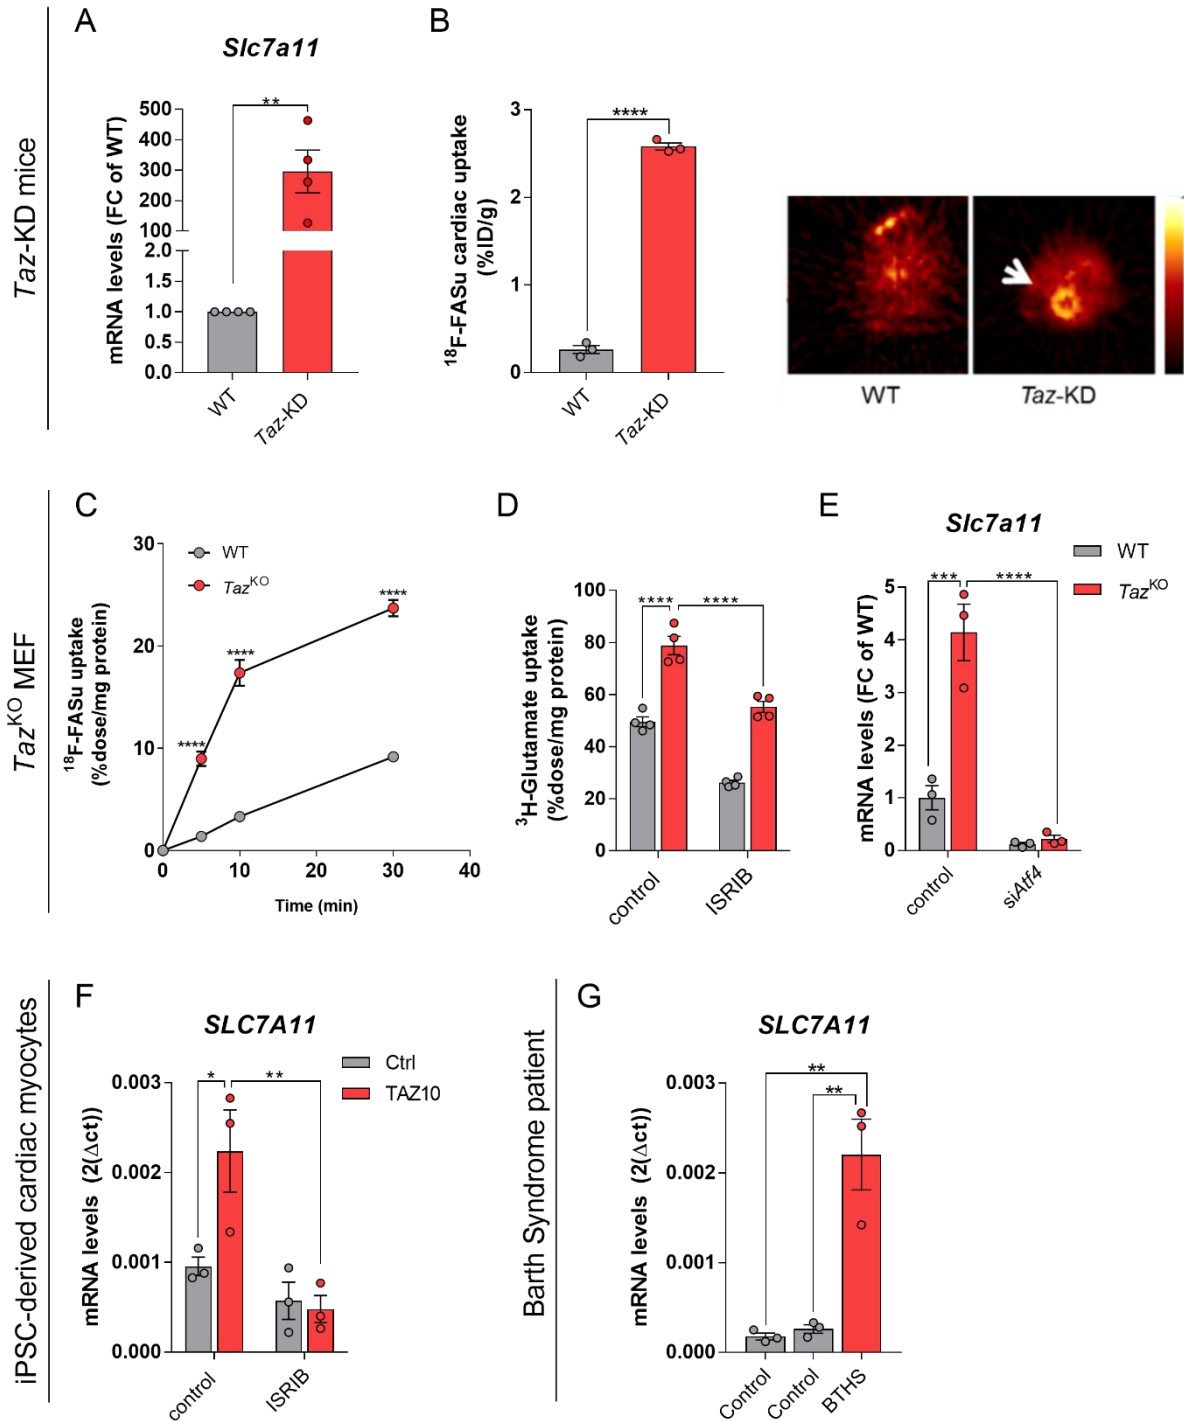 Taz-KD mice
A
Slc7a11
mRNA levels (FC of WT)
500
400
300
200
100
2.0
1.5
1.0
0.5
0.0
**
WT
Taz-KD
B
¹⁸F-FASu cardiac uptake
(%ID/g)
3
2
1
0
****
WT
Taz-KD
WT
Taz-KD
Tazᴷᴼ MEF
C
¹⁸F-FASu uptake
(%dose/mg protein)
30
20
10
0
WT
Tazᴷᴼ
****
****
****
0 10 20 30 40
Time (min)
D
³H-Glutamate uptake
(%dose/mg protein)
100
80
60
40
20
0
**** ****
control
ISRIB
E
Slc7a11
WT
Tazᴷᴼ
mRNA levels (FC of WT)
5
4
3
2
1
0
*** ****
control
siAtf4
iPSC-derived cardiac myocytes
F
SLC7A11
Ctrl
TAZ10
mRNA levels (2(Δct))
0.003
0.002
0.001
0.000
* **
control
ISRIB
Barth Syndrome patient
G
SLC7A11
mRNA levels (2(Δct))
0.003
0.002
0.001
0.000
**
**
Control
Control
BTHS